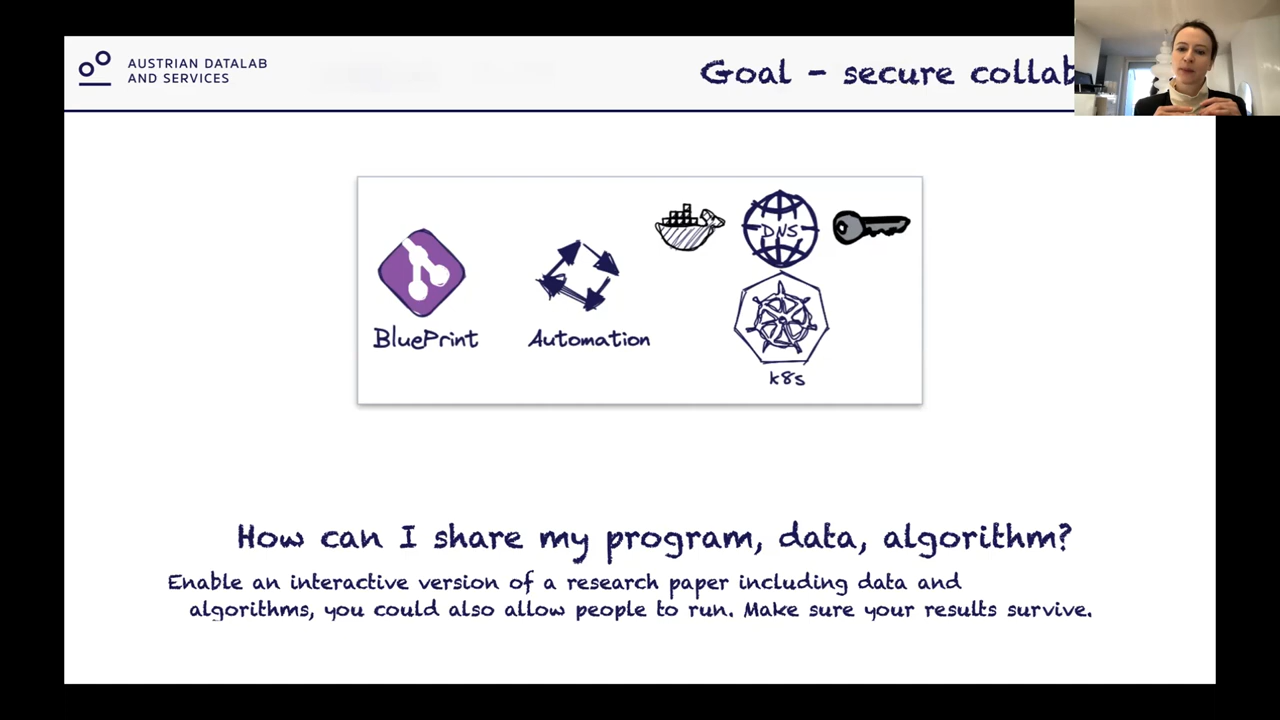 AUSTRIAN DATALAB
AND SERVICES
Goal - secure collab
DNS
BluePrint
Automation
k8s
How can I share my program, data, algorithm?
Enable an interactive version of a research paper including data and
algorithms, you could also allow people to run. Make sure your results survive.